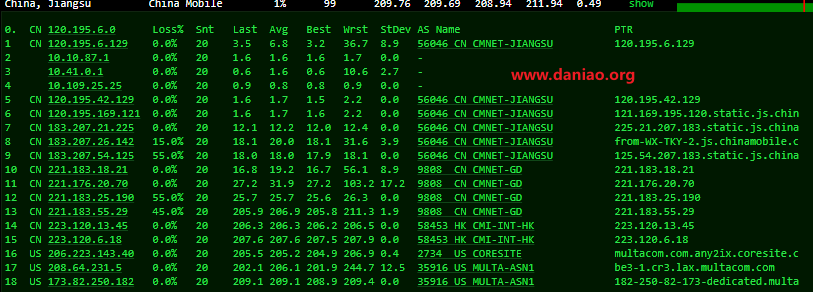 China, Jiangsu China Mobile 1% 99 209.76 209.69 208.94 211.94 0.49 show
0. CN 120.195.6.0 Loss% Snt Last Avg Best Wrst StDev AS Name PTR
1 CN 120.195.6.129 0.0% 20 3.5 6.8 3.2 36.7 8.9 56046 CN CMNET-JIANGSU 120.195.6.129
2 10.10.87.1 0.0% 20 1.6 1.6 1.6 1.7 0.0 -
3 10.41.0.1 0.0% 20 0.6 1.6 0.6 10.6 2.7 -
www.daniao.org
4 10.109.25.25 0.0% 20 0.9 0.8 0.8 0.9 0.0 -
5 CN 120.195.42.129 0.0% 20 1.6 1.7 1.5 2.2 0.0 56046 CN CMNET-JIANGSU 120.195.42.129
6 CN 120.195.169.121 0.0% 20 1.6 1.7 1.6 2.2 0.0 56046 CN CMNET-JIANGSU 121.169.195.120.static.js.chin
7 CN 183.207.21.225 0.0% 20 12.1 12.2 12.0 12.4 0.0 56046 CN CMNET-JIANGSU 225.21.207.183.static.js.china
8 CN 183.207.26.142 15.0% 20 18.1 20.0 18.1 31.6 3.9 56046 CN CMNET-JIANGSU from-WX-TKY-2.js.chinamobile.c
9 CN 183.207.54.125 55.0% 20 18.0 18.0 17.9 18.1 0.0 56046 CN CMNET-JIANGSU 125.54.207.183.static.js.china
10 CN 221.183.18.21 0.0% 20 16.8 19.2 16.7 56.1 8.9 9808 CN CMNET-GD 221.183.18.21
11 CN 221.176.20.70 0.0% 20 27.2 31.9 27.2 103.2 17.2 9808 CN CMNET-GD 221.176.20.70
12 CN 221.183.25.190 55.0% 20 25.7 25.7 25.6 26.3 0.0 9808 CN CMNET-GD 221.183.25.190
13 CN 221.183.55.29 45.0% 20 205.9 206.9 205.8 211.3 1.9 9808 CN CMNET-GD 221.183.55.29
14 CN 223.120.13.45 0.0% 20 206.3 206.3 206.2 206.5 0.0 58453 HK CMI-INT-HK 223.120.13.45
15 CN 223.120.6.18 0.0% 20 207.6 207.6 207.5 207.9 0.0 58453 HK CMI-INT-HK 223.120.6.18
16 US 206.223.143.40 0.0% 20 205.5 205.2 204.9 206.9 0.4 2734 US CORESITE multacom.com.any2ix.coresite.c
17 US 208.64.231.5 0.0% 20 202.1 206.1 201.9 244.7 12.5 35916 US MULTA-ASN1 be3-1.cr3.lax.multacom.com
18 US 173.82.250.182 0.0% 20 209.1 209.1 208.9 209.4 0.0 35916 US MULTA-ASN1 182-250-82-173-dedicated.multa